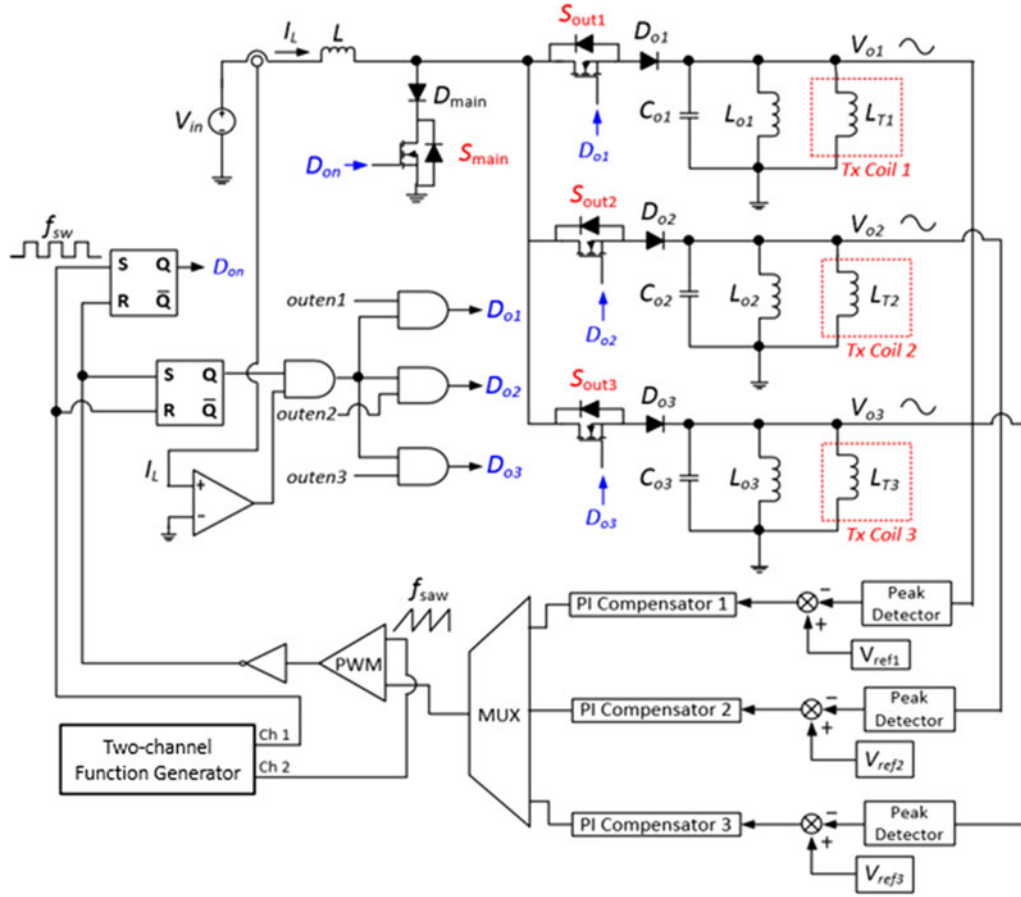 I_L
L
S_out1
D_o1
V_o1
V_in
D_main
S_main
D_on
D_o1
C_o1
L_o1
L_T1
Tx Coil 1
f_sw
S Q
R Q̅
D_on
S_out2
D_o2
V_o2
D_o2
C_o2
L_o2
L_T2
Tx Coil 2
outen1
D_o1
S Q
R Q̅
outen2
D_o2
S_out3
D_o3
V_o3
D_o3
C_o3
L_o3
L_T3
Tx Coil 3
I_L
+
−
outen3
D_o3
f_saw
PWM
MUX
PI Compensator 1
−
+
Peak
Detector
V_ref1
PI Compensator 2
−
+
Peak
Detector
V_ref2
PI Compensator 3
−
+
Peak
Detector
V_ref3
Two-channel
Function Generator
Ch 1
Ch 2